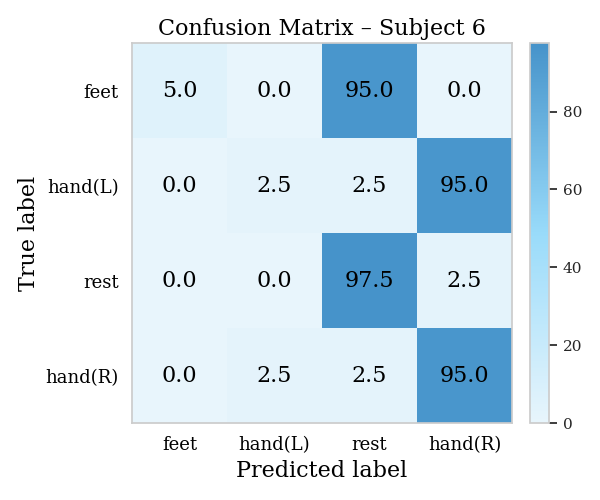 Confusion Matrix – Subject 6
True label
feet 5.0 0.0 95.0 0.0
hand(L) 0.0 2.5 2.5 95.0
rest 0.0 0.0 97.5 2.5
hand(R) 0.0 2.5 2.5 95.0
feet hand(L) rest hand(R)
Predicted label
80
60
40
20
0